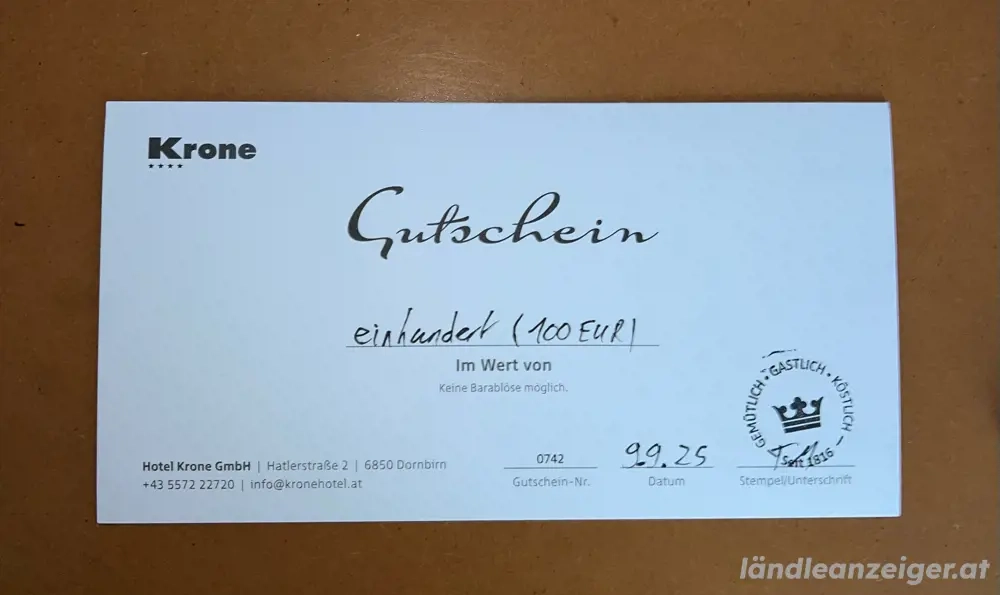 Krone
****
Gutschein
einhundert (100 EUR)
Im Wert von
Keine Barablöse möglich.
GEMÜTLICH • GASTLICH • KÖSTLICH
Seit 1816
Hotel Krone GmbH | Hatlerstraße 2 | 6850 Dornbirn
+43 5572 22720 | info@kronehotel.at
0742
9.9.25
Gutschein-Nr.
Datum
Stempel/Unterschrift
ländleanzeiger.at